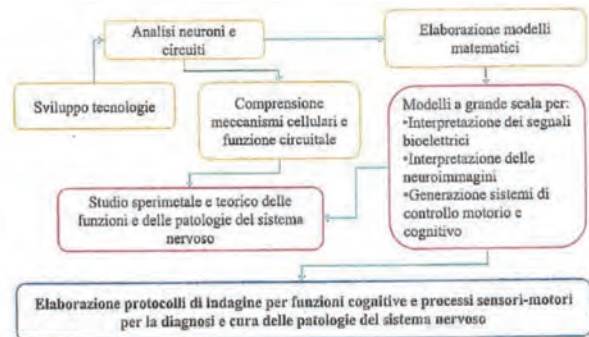 Analisi neuroni e
circuiti
Elaborazione modelli
matematici
Sviluppo tecnologie
Comprensione
meccanismi cellulari e
funzione circuitale
Modelli a grande scala per:
•Interpretazione dei segnali
bioelettrici
•Interpretazione delle
neuroimmagini
•Generazione sistemi di
controllo motorio e
cognitivo
Studio sperimetale e teorico delle
funzioni e delle patologie del sistema
nervoso
Elaborazione protocolli di indagine per funzioni cognitive e processi sensori-motori
per la diagnosi e cura delle patologie del sistema nervoso